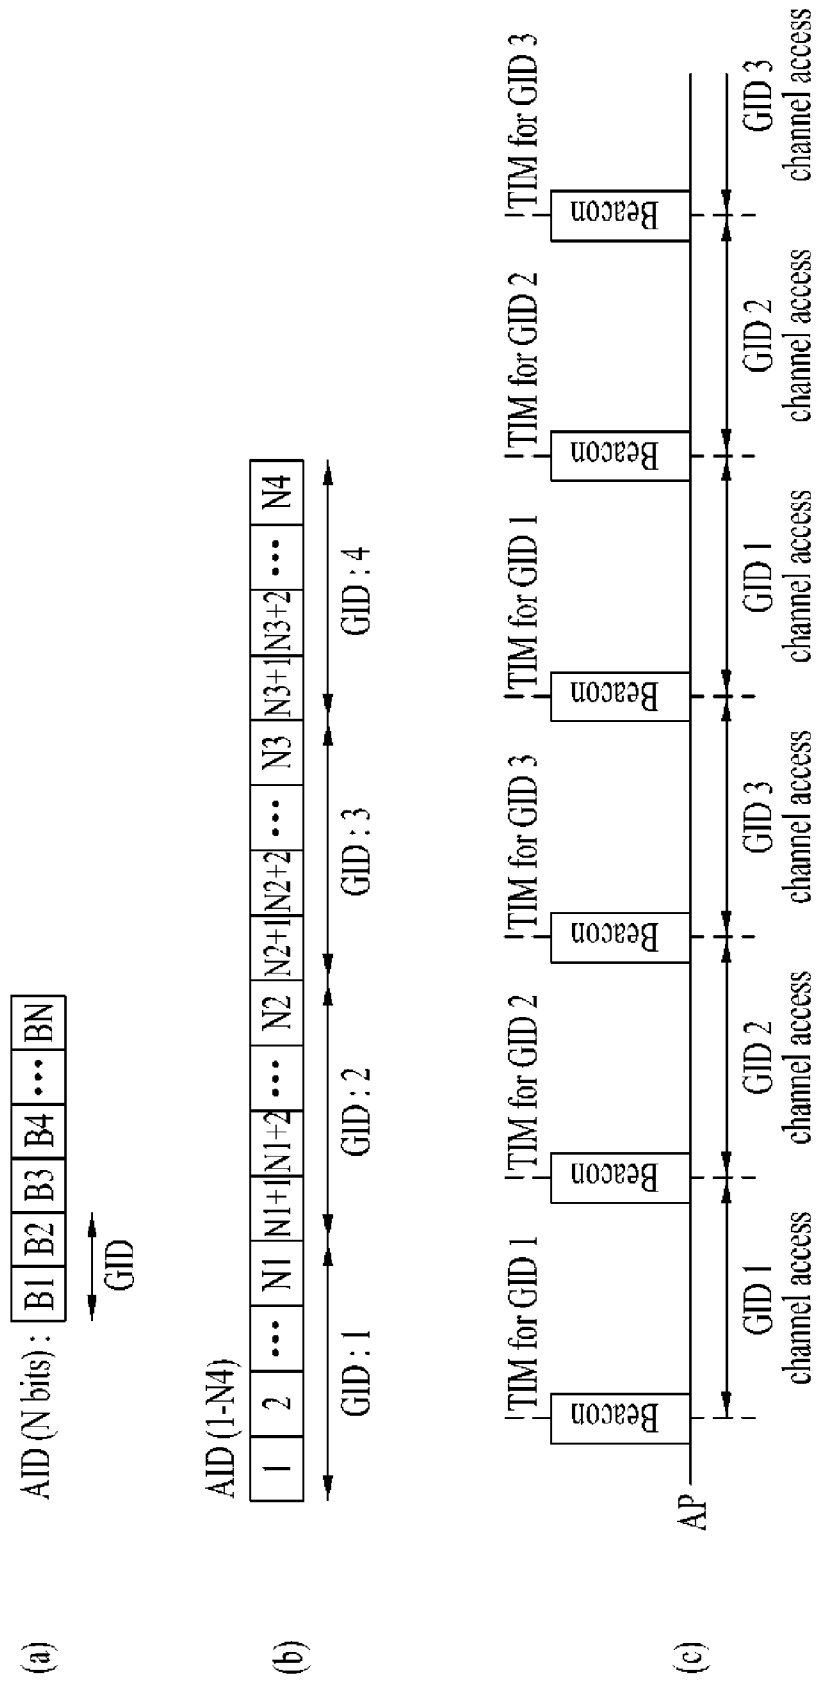 (a)
AID (N bits) :
B1 B2 B3 B4 ••• BN
GID
(b)
AID (1-N4)
1 2 ••• N1 N1+1 N1+2 ••• N2 N2+1 N2+2 ••• N3 N3+1 N3+2 ••• N4
GID : 1 GID : 2 GID : 3 GID : 4
(c)
TIM for GID 1 TIM for GID 2 TIM for GID 3 TIM for GID 1 TIM for GID 2 TIM for GID 3
Beacon Beacon Beacon Beacon Beacon Beacon
AP
GID 1 GID 2 GID 3 GID 1 GID 2 GID 3
channel access channel access channel access channel access channel access channel access